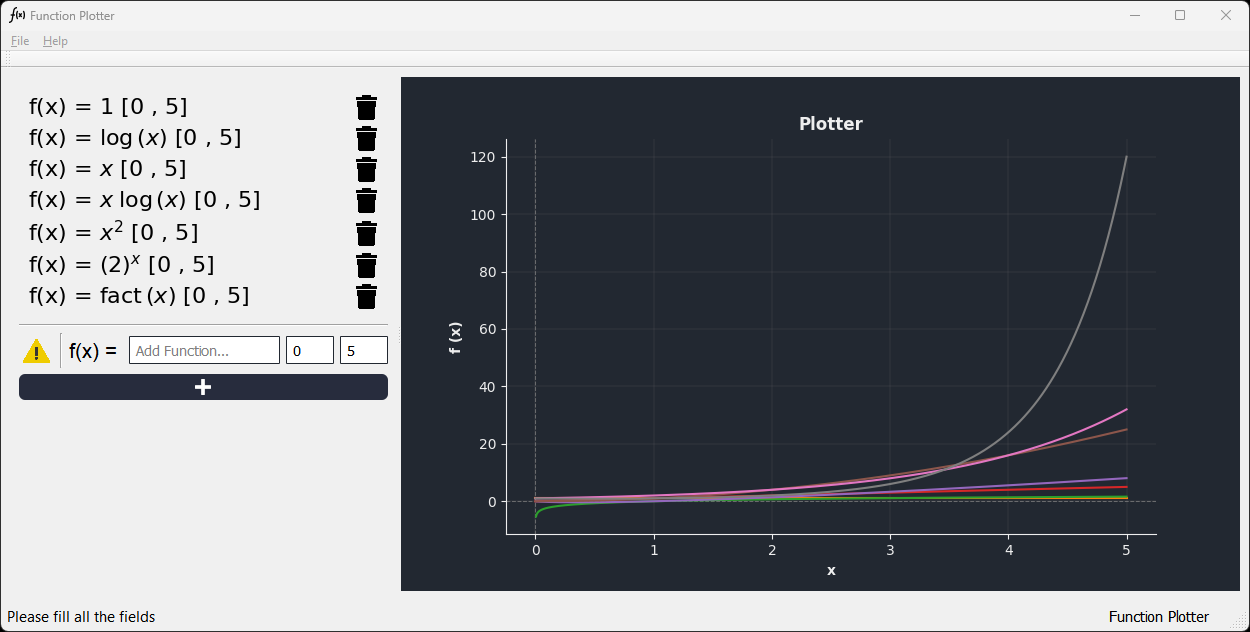 f(x) Function Plotter
File Help
f(x) = 1 [0 , 5]
f(x) = log (x) [0 , 5]
f(x) = x [0 , 5]
f(x) = x log (x) [0 , 5]
f(x) = x² [0 , 5]
f(x) = (2)ˣ [0 , 5]
f(x) = fact (x) [0 , 5]
f(x) = Add Function... 0 5
Plotter
120
100
80
60
40
20
0
f (x)
0 1 2 3 4 5
x
Please fill all the fields
Function Plotter